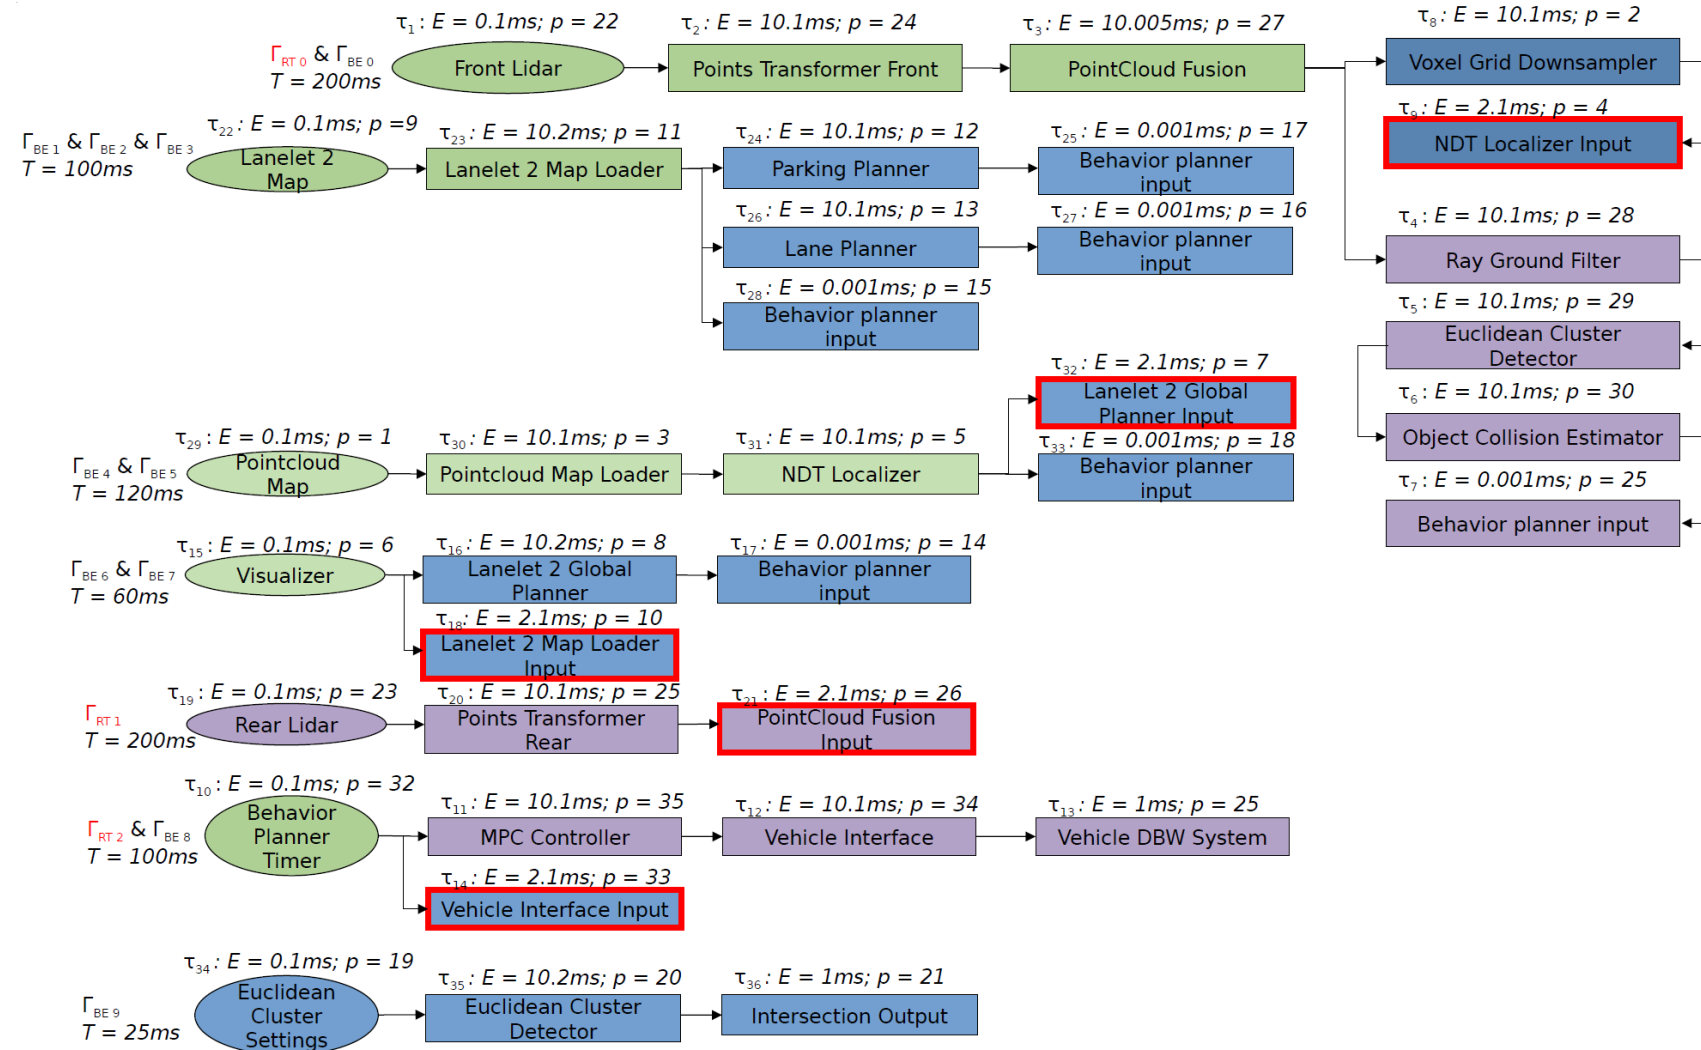 τ1 : E = 0.1ms; p = 22
τ2 : E = 10.1ms; p = 24
τ3 : E = 10.005ms; p = 27
τ8 : E = 10.1ms; p = 2
ΓRT 0 & ΓBE 0
T = 200ms
Front Lidar
Points Transformer Front
PointCloud Fusion
Voxel Grid Downsampler
τ9 : E = 2.1ms; p = 4
NDT Localizer Input
ΓBE 1 & ΓBE 2 & ΓBE 3
T = 100ms
τ22 : E = 0.1ms; p =9
τ23 : E = 10.2ms; p = 11
τ24 : E = 10.1ms; p = 12
τ25 : E = 0.001ms; p = 17
Lanelet 2
Map
Lanelet 2 Map Loader
Parking Planner
Behavior planner
input
τ26 : E = 10.1ms; p = 13
τ27 : E = 0.001ms; p = 16
τ4 : E = 10.1ms; p = 28
Lane Planner
Behavior planner
input
Ray Ground Filter
τ28 : E = 0.001ms; p = 15
Behavior planner
input
τ5 : E = 10.1ms; p = 29
Euclidean Cluster
Detector
τ32 : E = 2.1ms; p = 7
Lanelet 2 Global
Planner Input
τ6 : E = 10.1ms; p = 30
Object Collision Estimator
ΓBE 4 & ΓBE 5
T = 120ms
τ29 : E = 0.1ms; p = 1
τ30 : E = 10.1ms; p = 3
τ31 : E = 10.1ms; p = 5
τ33 : E = 0.001ms; p = 18
Pointcloud
Map
Pointcloud Map Loader
NDT Localizer
Behavior planner
input
τ7 : E = 0.001ms; p = 25
Behavior planner input
ΓBE 6 & ΓBE 7
T = 60ms
τ15 : E = 0.1ms; p = 6
τ16 : E = 10.2ms; p = 8
τ17 : E = 0.001ms; p = 14
Visualizer
Lanelet 2 Global
Planner
Behavior planner
input
τ18 : E = 2.1ms; p = 10
Lanelet 2 Map Loader
Input
ΓRT 1
T = 200ms
τ19 : E = 0.1ms; p = 23
τ20 : E = 10.1ms; p = 25
τ21 : E = 2.1ms; p = 26
Rear Lidar
Points Transformer
Rear
PointCloud Fusion
Input
ΓRT 2 & ΓBE 8
T = 100ms
τ10 : E = 0.1ms; p = 32
τ11 : E = 10.1ms; p = 35
τ12 : E = 10.1ms; p = 34
τ13 : E = 1ms; p = 25
Behavior
Planner
Timer
MPC Controller
Vehicle Interface
Vehicle DBW System
τ14 : E = 2.1ms; p = 33
Vehicle Interface Input
ΓBE 9
T = 25ms
τ34 : E = 0.1ms; p = 19
τ35 : E = 10.2ms; p = 20
τ36 : E = 1ms; p = 21
Euclidean
Cluster
Settings
Euclidean Cluster
Detector
Intersection Output